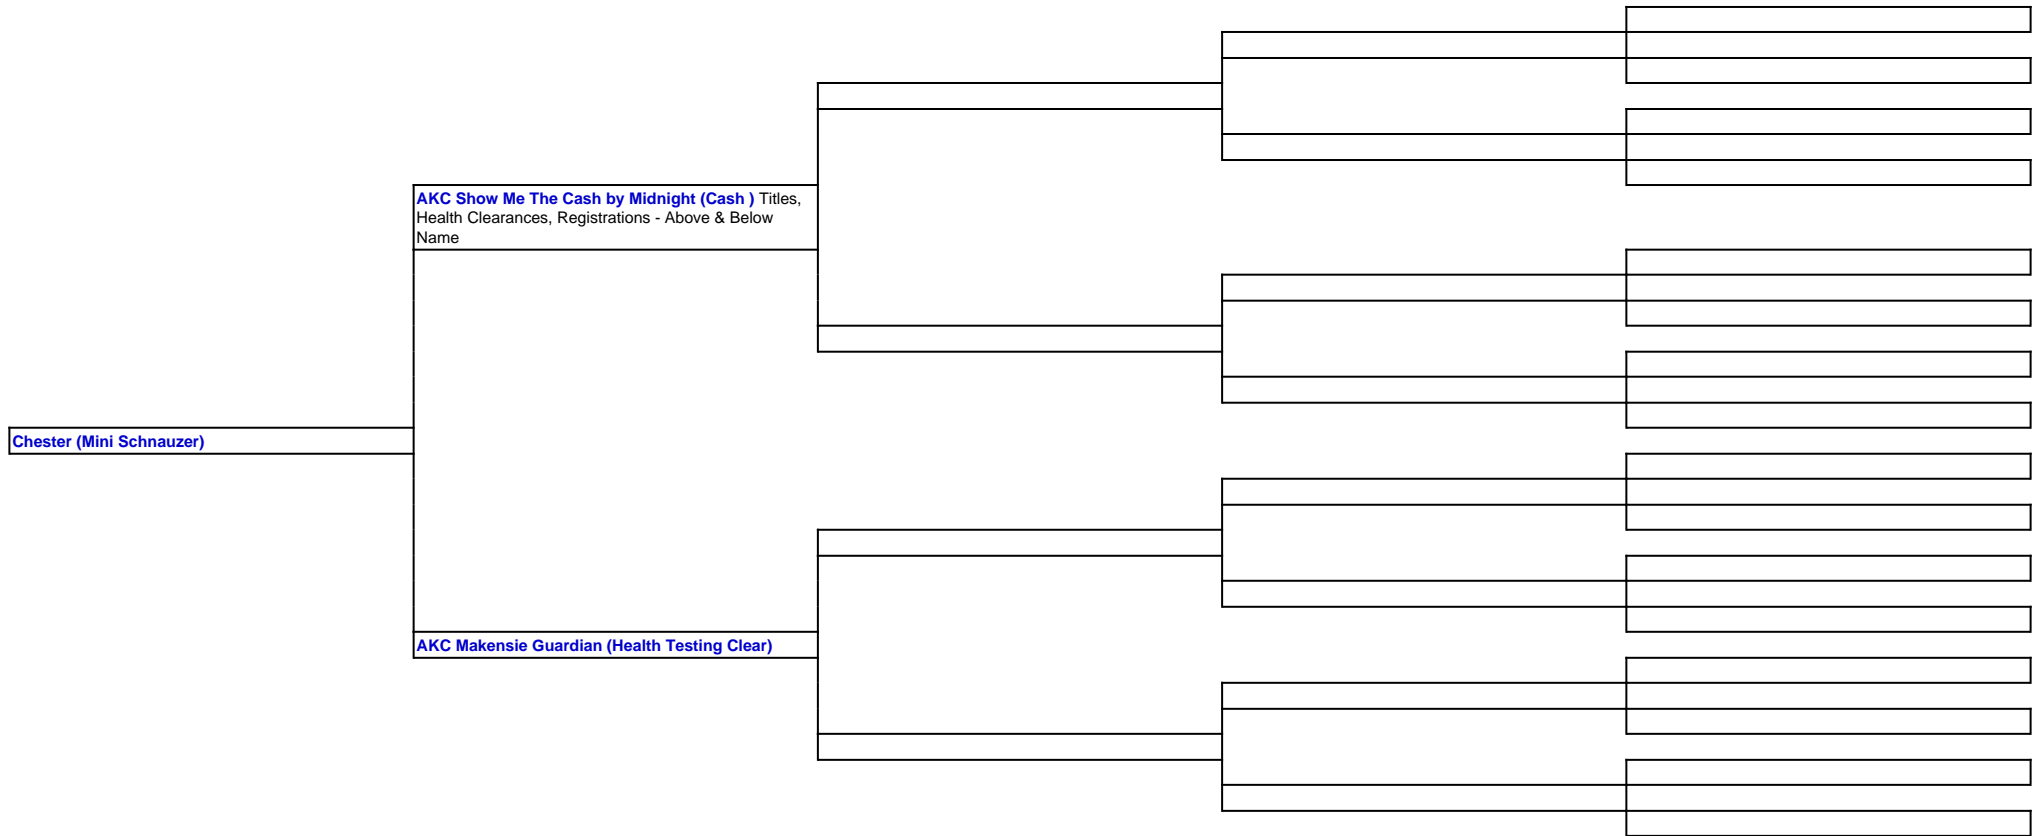 AKC Show Me The Cash by Midnight (Cash ) Titles,
Health Clearances, Registrations - Above & Below
Name
Chester (Mini Schnauzer)
AKC Makensie Guardian (Health Testing Clear)